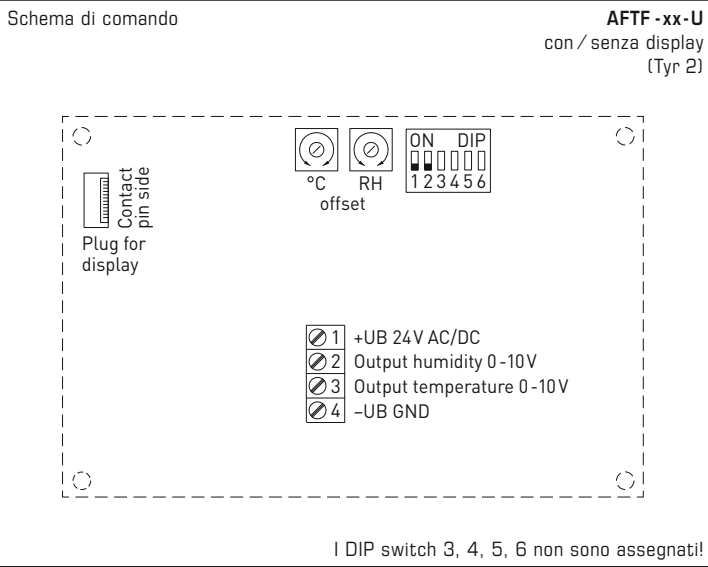 Schema di comando
AFTF - xx - U
con / senza display
(Tyr 2)
ON DIP
1 2 3 4 5 6
°C RH
offset
Contact
pin side
Plug for
display
1 +UB 24V AC/DC
2 Output humidity 0 - 10 V
3 Output temperature 0 - 10 V
4 –UB GND
I DIP switch 3, 4, 5, 6 non sono assegnati!